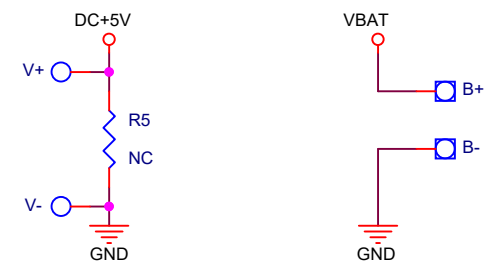 DC+5V
V+
R5
NC
V-
GND
VBAT
B+
B-
GND